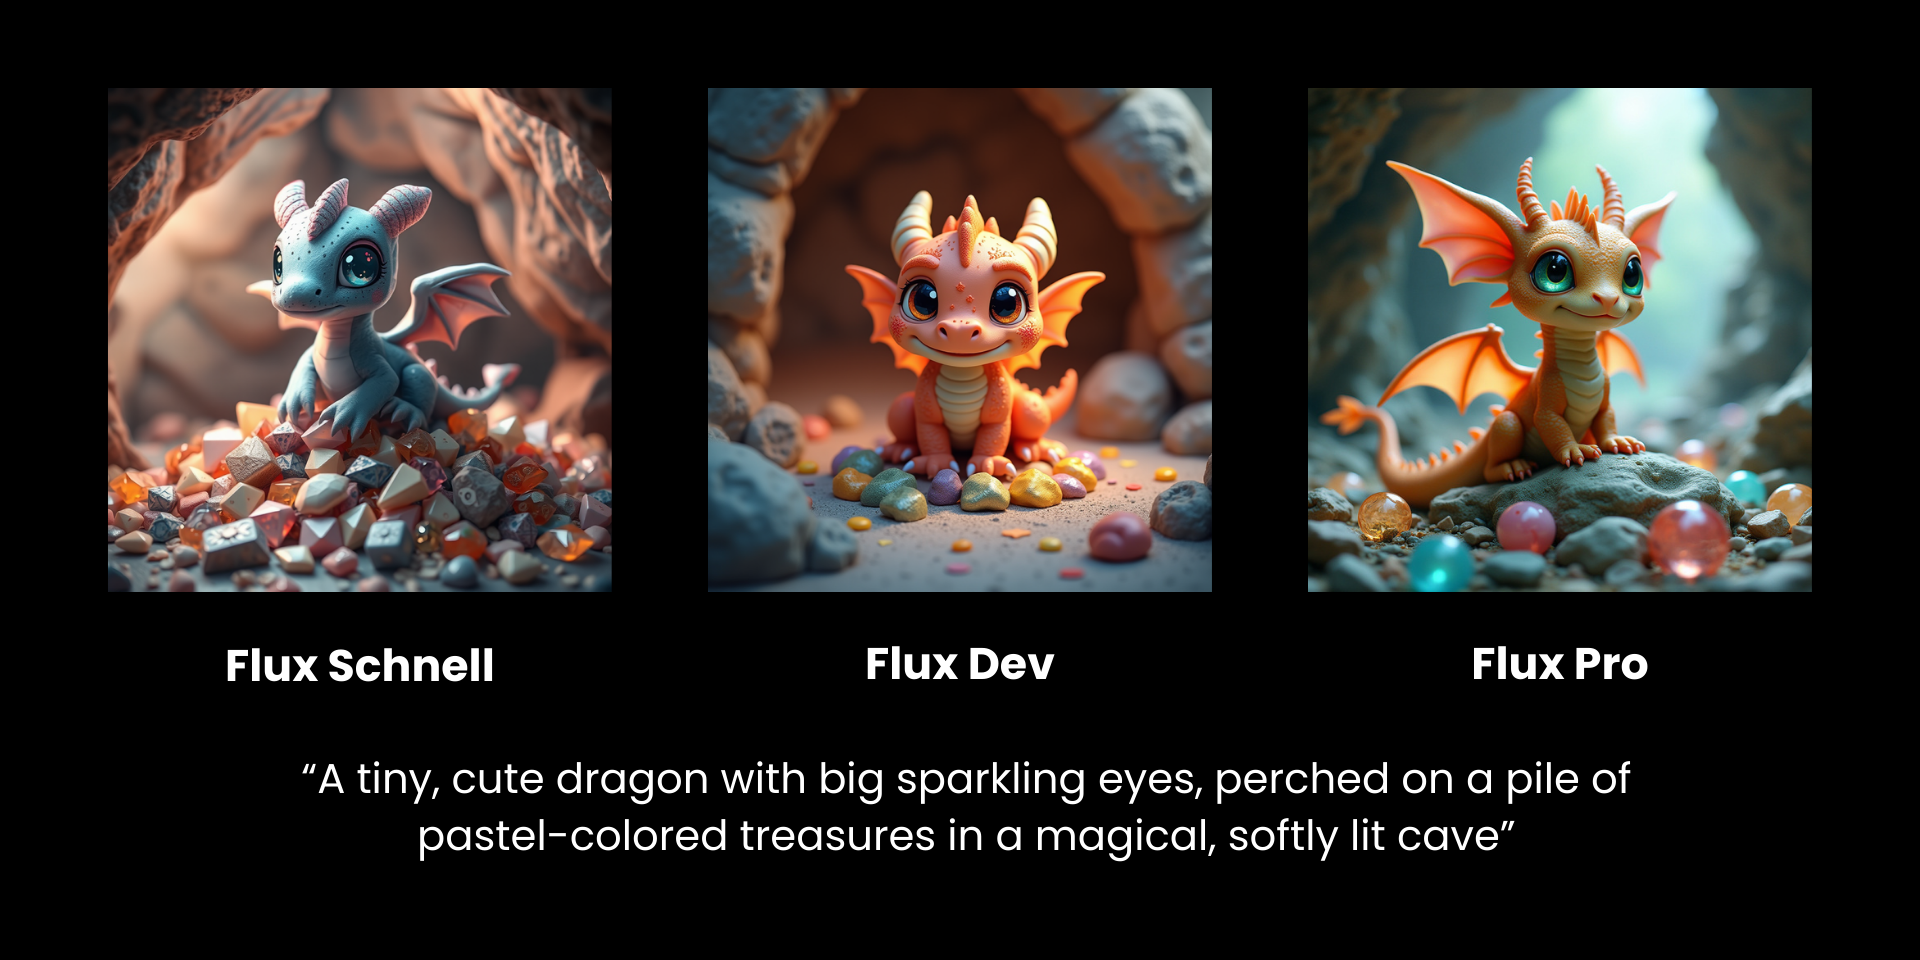 Flux Schnell
Flux Dev
Flux Pro
“A tiny, cute dragon with big sparkling eyes, perched on a pile of
pastel-colored treasures in a magical, softly lit cave”